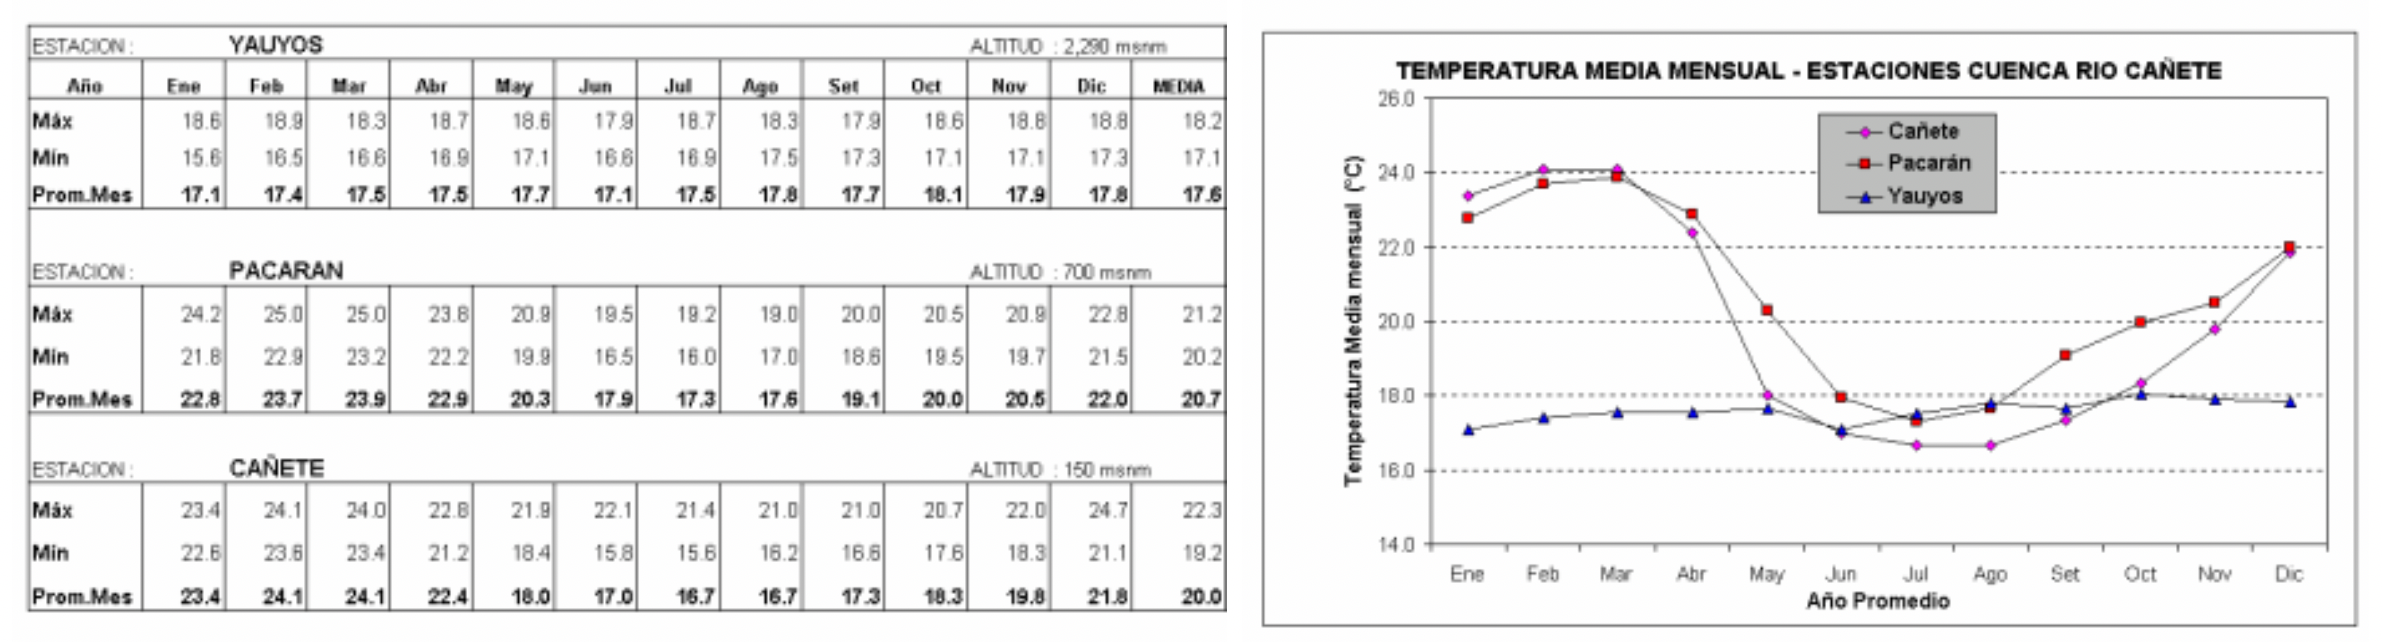 ESTACION : YAUYOS ALTITUD : 2,290 msnm
Año Ene Feb Mar Abr May Jun Jul Ago Set Oct Nov Dic MEDIA
Máx 18.6 18.9 18.3 18.7 18.6 17.9 18.7 18.3 17.9 18.6 18.8 18.8 18.2
Mín 15.6 16.5 16.6 16.9 17.1 16.6 16.9 17.5 17.3 17.1 17.1 17.3 17.1
Prom.Mes 17.1 17.4 17.5 17.5 17.7 17.1 17.5 17.8 17.7 18.1 17.9 17.8 17.6
ESTACION : PACARAN ALTITUD : 700 msnm
Máx 24.2 25.0 25.0 23.8 20.9 19.5 19.2 19.0 20.0 20.5 20.9 22.8 21.2
Mín 21.8 22.9 23.2 22.2 19.9 16.5 16.0 17.0 18.6 19.5 19.7 21.5 20.2
Prom.Mes 22.8 23.7 23.9 22.9 20.3 17.9 17.3 17.6 19.1 20.0 20.5 22.0 20.7
ESTACION : CAÑETE ALTITUD : 150 msnm
Máx 23.4 24.1 24.0 22.8 21.9 22.1 21.4 21.0 21.0 20.7 22.0 24.7 22.3
Mín 22.6 23.6 23.4 21.2 18.4 15.8 15.6 16.2 16.6 17.6 18.3 21.1 19.2
Prom.Mes 23.4 24.1 24.1 22.4 18.0 17.0 16.7 16.7 17.3 18.3 19.8 21.8 20.0
TEMPERATURA MEDIA MENSUAL - ESTACIONES CUENCA RIO CAÑETE
Temperatura Media mensual (°C)
26.0
24.0
22.0
20.0
18.0
16.0
14.0
Cañete
Pacarán
Yauyos
Ene Feb Mar Abr May Jun Jul Ago Set Oct Nov Dic
Año Promedio